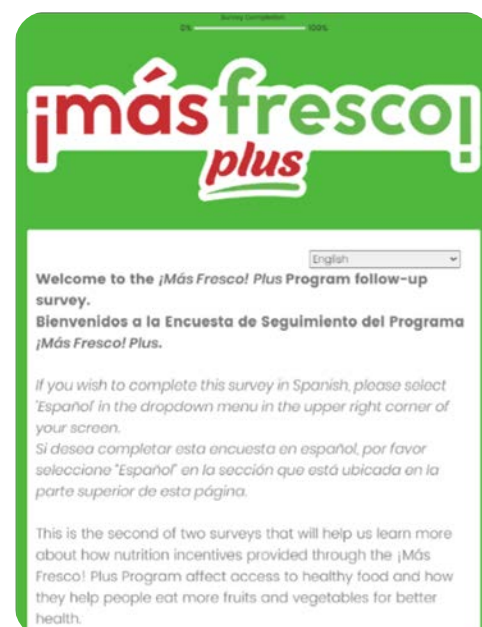 Survey Completion
0% 100%
¡más fresco!
plus
English
Welcome to the ¡Más Fresco! Plus Program follow-up
survey.
Bienvenidos a la Encuesta de Seguimiento del Programa
¡Más Fresco! Plus.
If you wish to complete this survey in Spanish, please select
"Español" in the dropdown menu in the upper right corner of
your screen.
Si desea completar esta encuesta en español, por favor
seleccione "Español" en la sección que está ubicada en la
parte superior de esta página.
This is the second of two surveys that will help us learn more
about how nutrition incentives provided through the ¡Más
Fresco! Plus Program affect access to healthy food and how
they help people eat more fruits and vegetables for better
health.